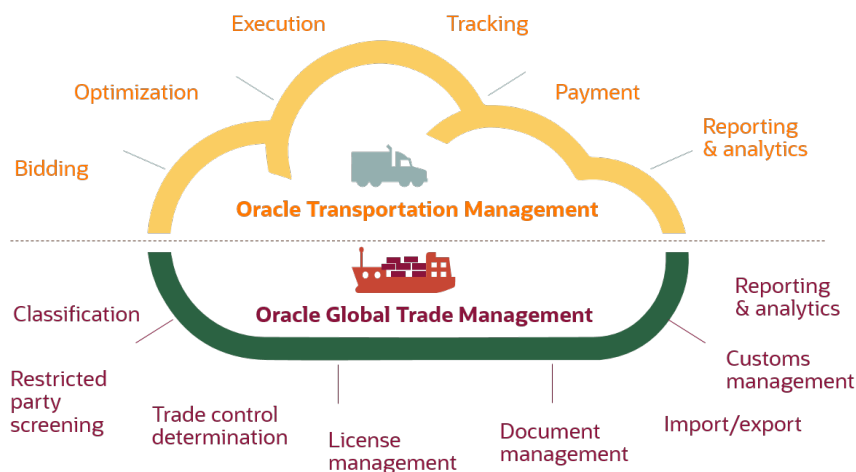 Execution
Tracking
Optimization
Payment
Bidding
Reporting
& analytics
Oracle Transportation Management
Oracle Global Trade Management
Classification
Reporting
& analytics
Restricted
party
screening
Trade control
determination
License
management
Document
management
Import/export
Customs
management